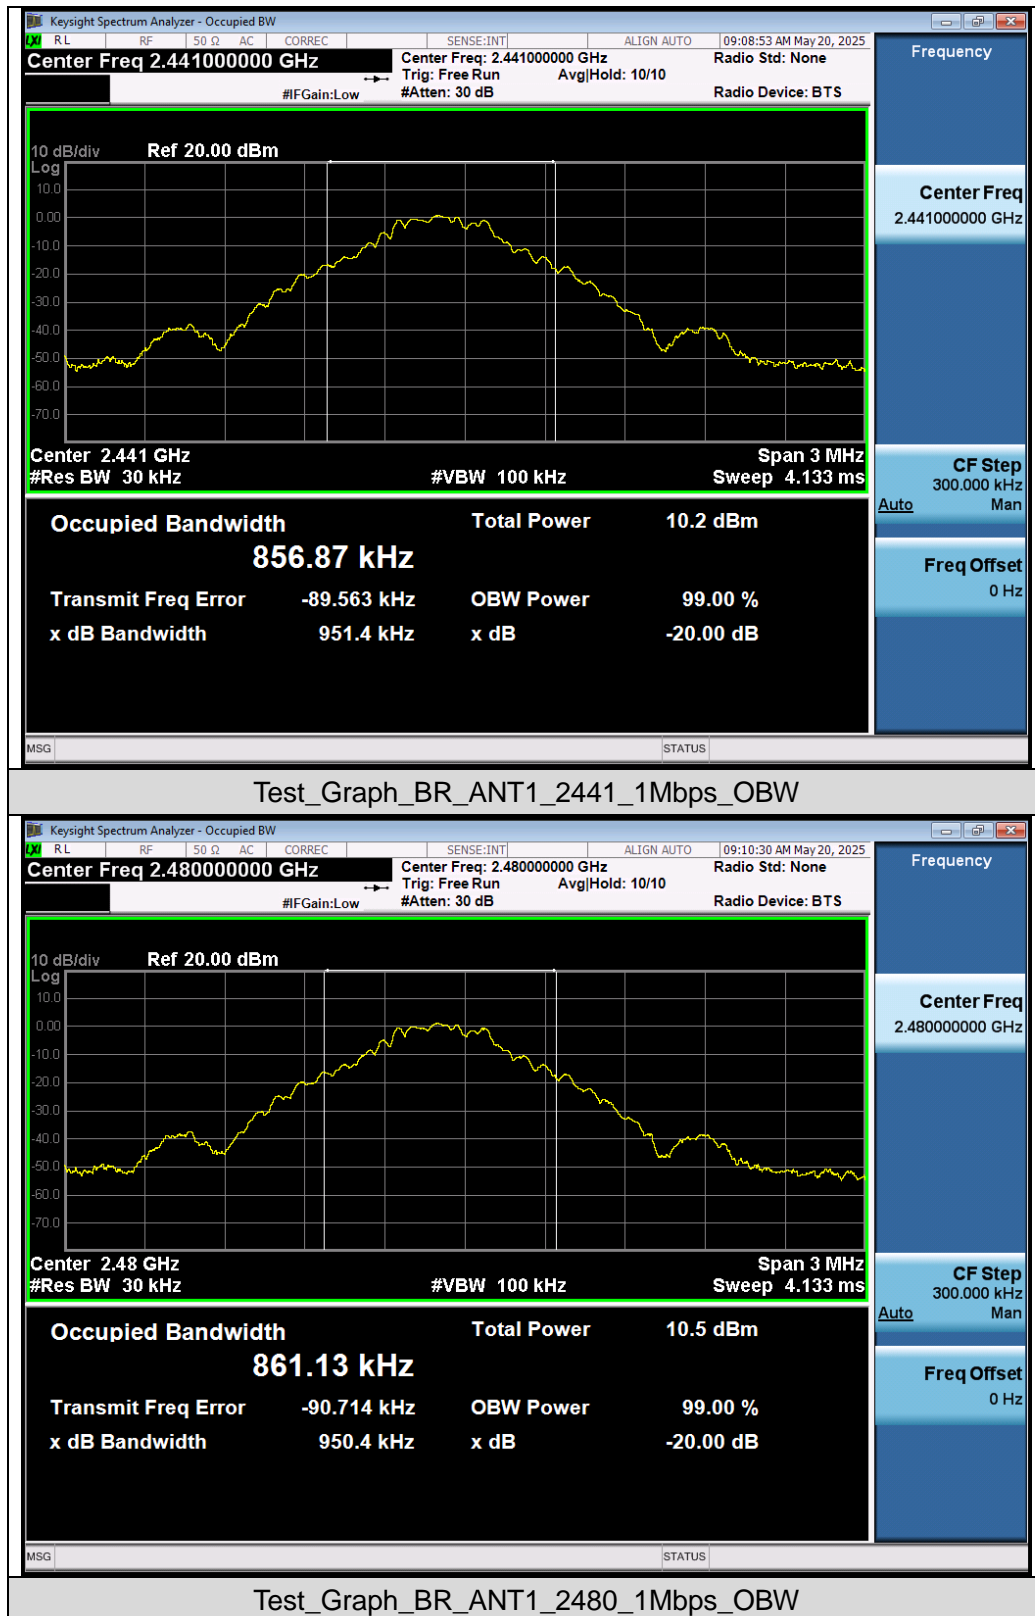 Keysight Spectrum Analyzer - Occupied BW
LXI RL RF 50 Ω AC CORREC SENSE:INT ALIGN AUTO 09:08:53 AM May 20, 2025
Center Freq 2.441000000 GHz Center Freq: 2.441000000 GHz Radio Std: None
Trig: Free Run Avg|Hold: 10/10
#IFGain:Low #Atten: 30 dB Radio Device: BTS
Frequency
10 dB/div Ref 20.00 dBm
Log
10.0
0.00
-10.0
-20.0
-30.0
-40.0
-50.0
-60.0
-70.0
Center 2.441 GHz Span 3 MHz
#Res BW 30 kHz #VBW 100 kHz Sweep 4.133 ms
Center Freq
2.441000000 GHz
CF Step
300.000 kHz
Auto Man
Freq Offset
0 Hz
Occupied Bandwidth Total Power 10.2 dBm
856.87 kHz
Transmit Freq Error -89.563 kHz OBW Power 99.00 %
x dB Bandwidth 951.4 kHz x dB -20.00 dB
MSG STATUS
Test_Graph_BR_ANT1_2441_1Mbps_OBW
Keysight Spectrum Analyzer - Occupied BW
LXI RL RF 50 Ω AC CORREC SENSE:INT ALIGN AUTO 09:10:30 AM May 20, 2025
Center Freq 2.480000000 GHz Center Freq: 2.480000000 GHz Radio Std: None
Trig: Free Run Avg|Hold: 10/10
#IFGain:Low #Atten: 30 dB Radio Device: BTS
Frequency
10 dB/div Ref 20.00 dBm
Log
10.0
0.00
-10.0
-20.0
-30.0
-40.0
-50.0
-60.0
-70.0
Center 2.48 GHz Span 3 MHz
#Res BW 30 kHz #VBW 100 kHz Sweep 4.133 ms
Center Freq
2.480000000 GHz
CF Step
300.000 kHz
Auto Man
Freq Offset
0 Hz
Occupied Bandwidth Total Power 10.5 dBm
861.13 kHz
Transmit Freq Error -90.714 kHz OBW Power 99.00 %
x dB Bandwidth 950.4 kHz x dB -20.00 dB
MSG STATUS
Test_Graph_BR_ANT1_2480_1Mbps_OBW